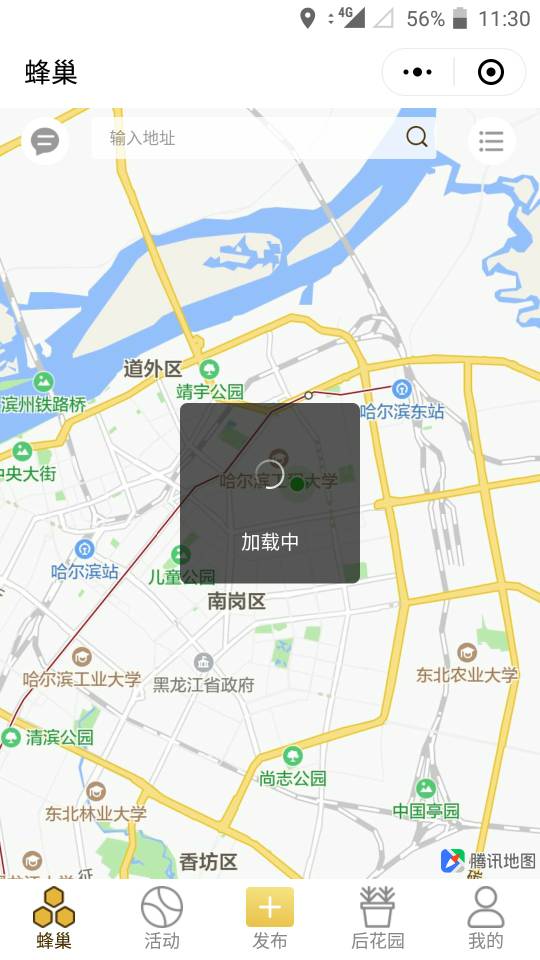 4G 56% 11:30
蜂巢
输入地址
道外区
靖宇公园
滨州铁路桥
哈尔滨东站
中央大街
哈尔滨工程大学
加载中
哈尔滨站
儿童公园
南岗区
哈尔滨工业大学
黑龙江省政府
东北农业大学
清滨公园
尚志公园
东北林业大学
中国亭园
香坊区
腾讯地图
蜂巢 活动 发布 后花园 我的